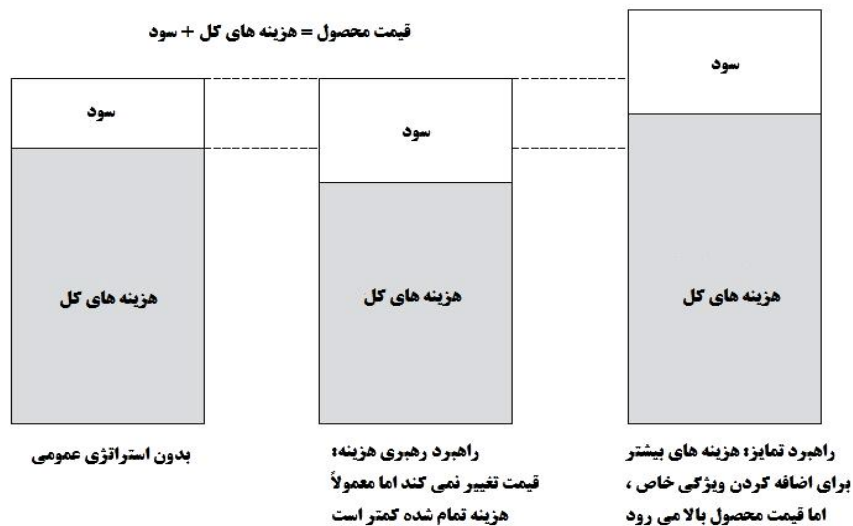 قیمت محصول = هزینه های کل + سود
سود
سود
سود
هزینه های کل
هزینه های کل
هزینه های کل
راهبرد تمایز: هزینه های بیشتر
برای اضافه کردن ویژگی خاص ،
اما قیمت محصول بالا می رود
راهبرد رهبری هزینه:
قیمت تغییر نمی کند اما معمولاً
هزینه تمام شده کمتر است
بدون استراتژی عمومی